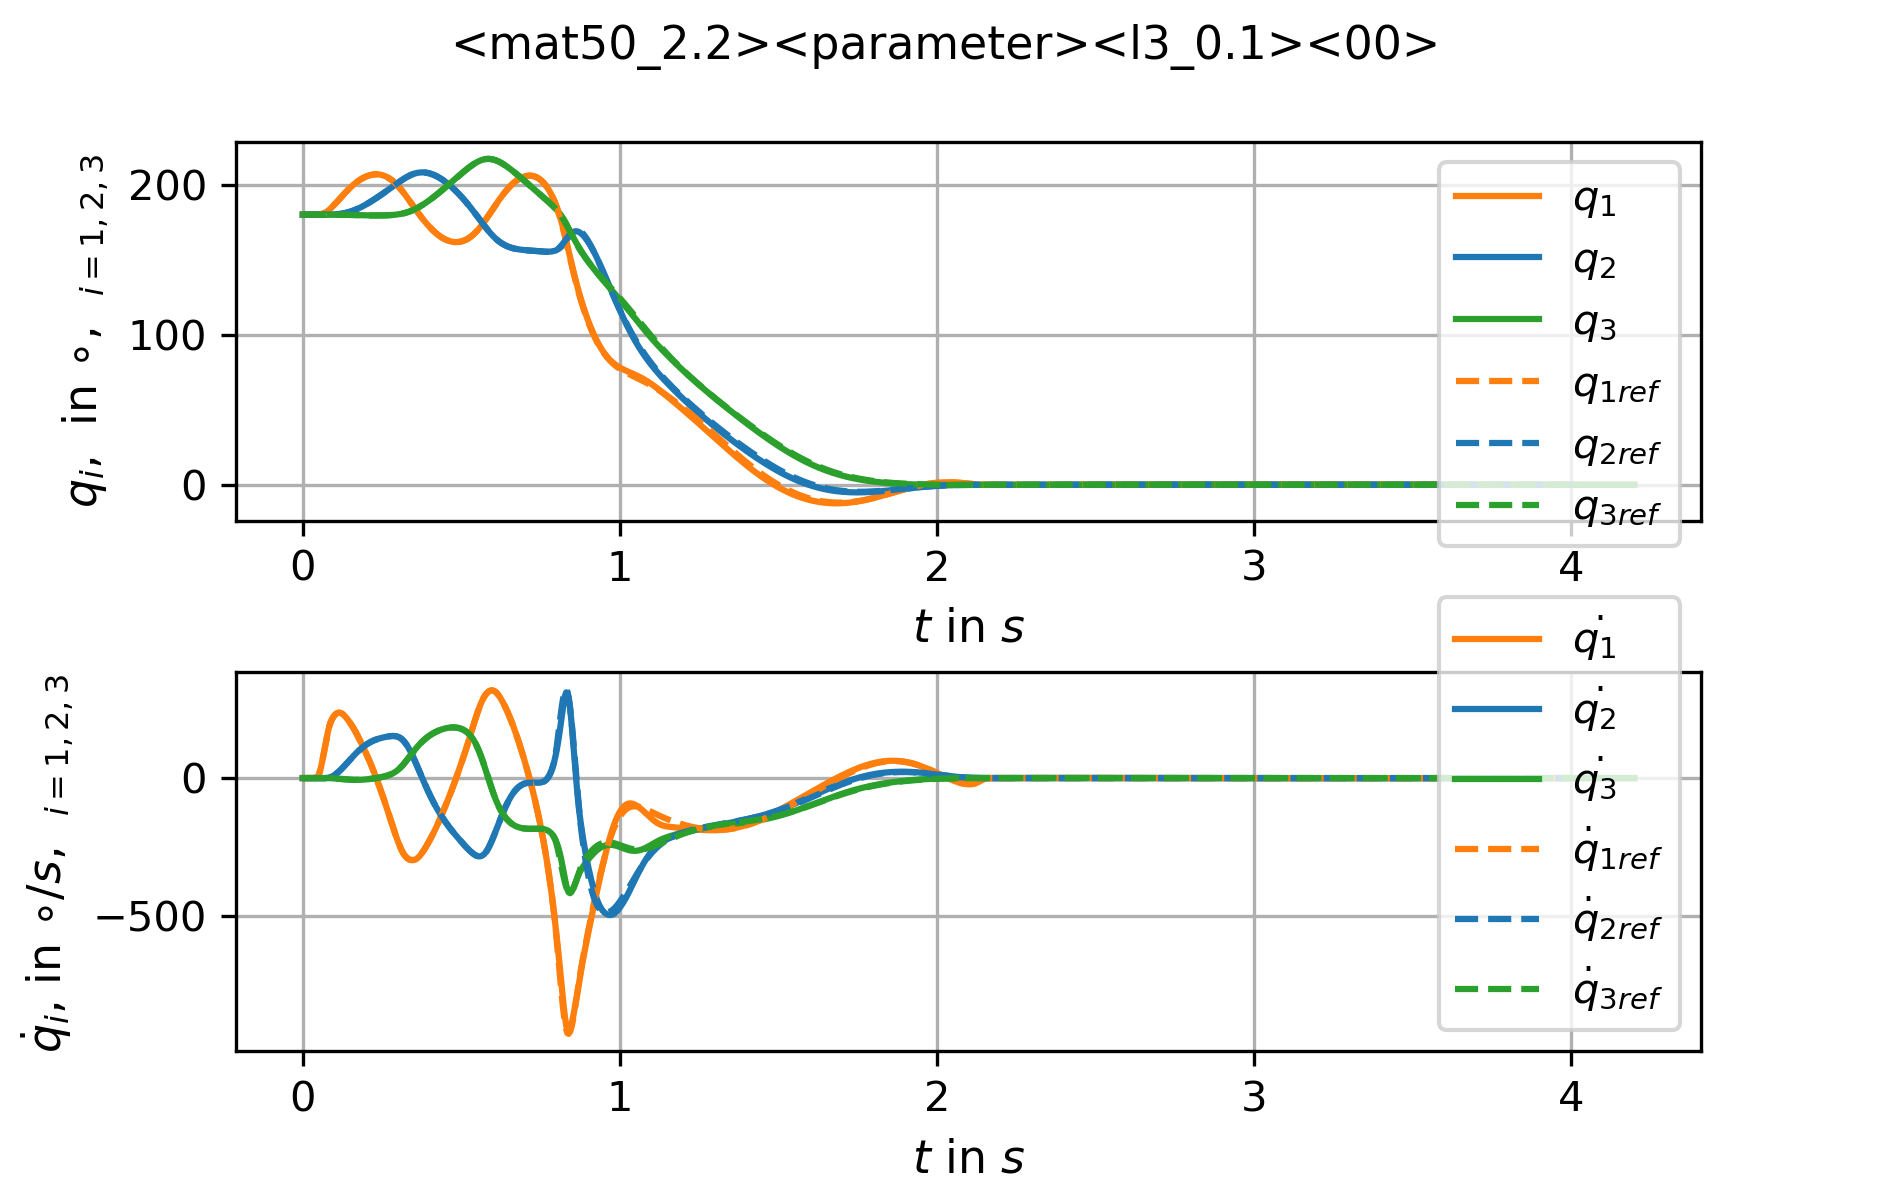 <mat50_2.2><parameter><l3_0.1><00>
q_i, in °, i = 1, 2, 3
200
100
0
0 1 2 3 4
t in s
q_1
q_2
q_3
q_1ref
q_2ref
q_3ref
q̇_i, in °/s, i = 1, 2, 3
0
−500
0 1 2 3 4
t in s
q̇_1
q̇_2
q̇_3
q̇_1ref
q̇_2ref
q̇_3ref